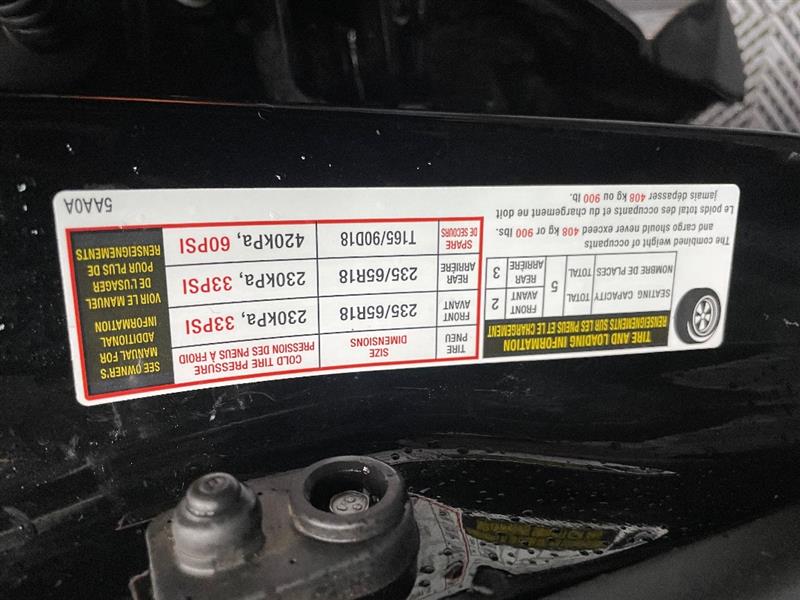 TIRE AND LOADING INFORMATION
RENSEIGNEMENTS SUR LES PNEUS ET LE CHARGEMENT
SEATING CAPACITY TOTAL 5 FRONT AVANT 2
NOMBRE DE PLACES TOTAL REAR ARRIÈRE 3
The combined weight of occupants
and cargo should never exceed 408 kg or 900 lbs.
Le poids total des occupants et du chargement ne doit
jamais dépasser 408 kg ou 900 lb.
TIRE PNEU SIZE DIMENSIONS COLD TIRE PRESSURE PRESSION DES PNEUS À FROID
FRONT AVANT 235/65R18 230kPa, 33PSI
REAR ARRIÈRE 235/65R18 230kPa, 33PSI
SPARE DE SECOURS T165/90D18 420kPa, 60PSI
SEE OWNER'S
MANUAL FOR
ADDITIONAL
INFORMATION
VOIR LE MANUEL
DE L'USAGER
POUR PLUS DE
RENSEIGNEMENTS
5AA0A